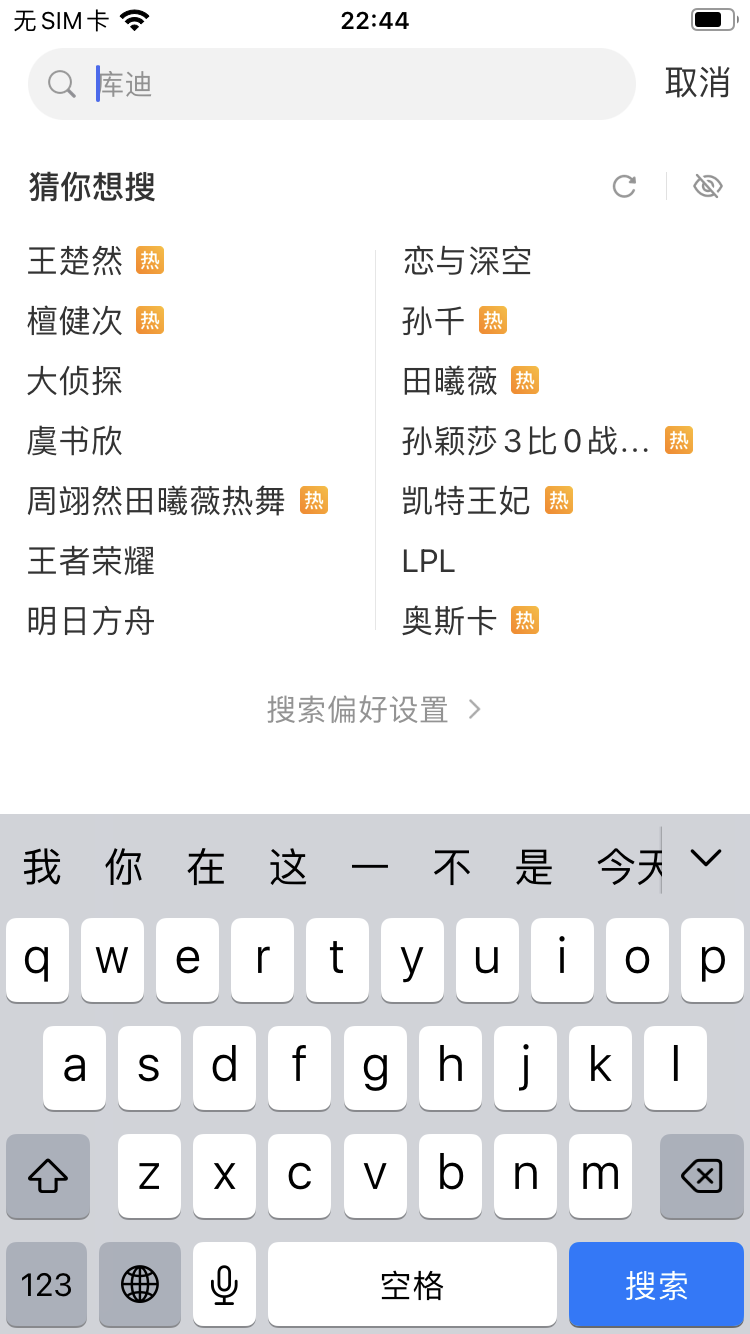 无SIM卡 22:44
库迪 取消
猜你想搜
王楚然 热 恋与深空
檀健次 热 孙千 热
大侦探 田曦薇 热
虞书欣 孙颖莎3比0战... 热
周翊然田曦薇热舞 热 凯特王妃 热
王者荣耀 LPL
明日方舟 奥斯卡 热
搜索偏好设置
我 你 在 这 一 不 是 今天
q w e r t y u i o p
a s d f g h j k l
z x c v b n m
123 空格 搜索